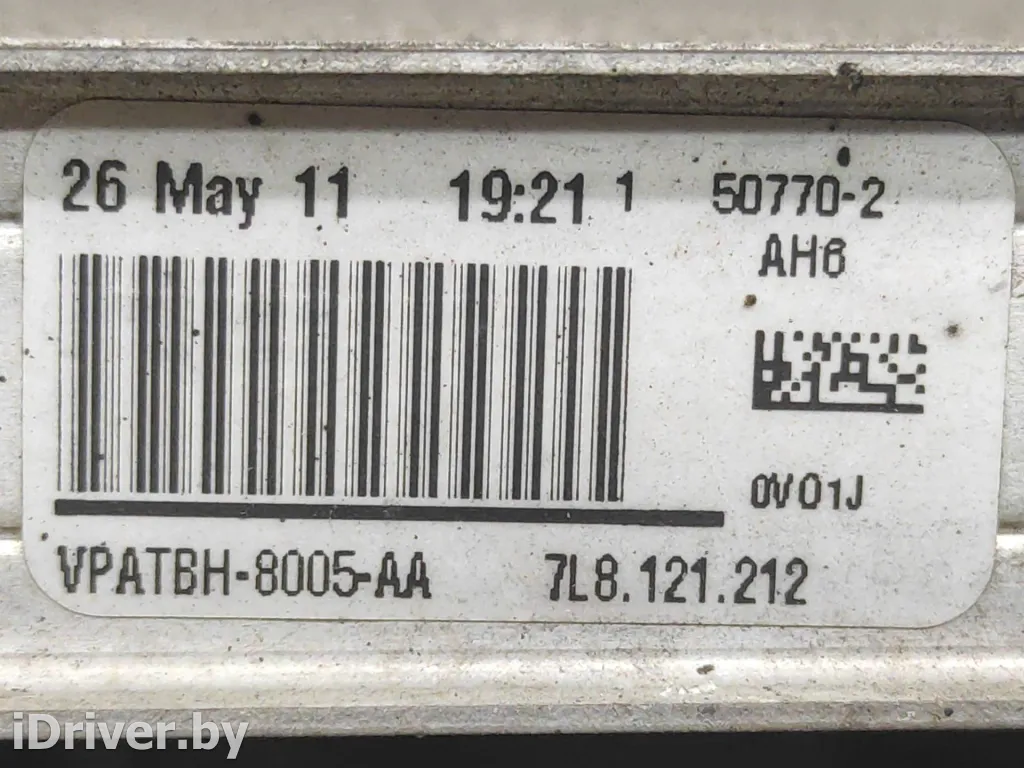 26 May 11 19:21 1 50770-2
AH6
0V01J
VPATBH-8005-AA 7L8.121.212
iDriver.by